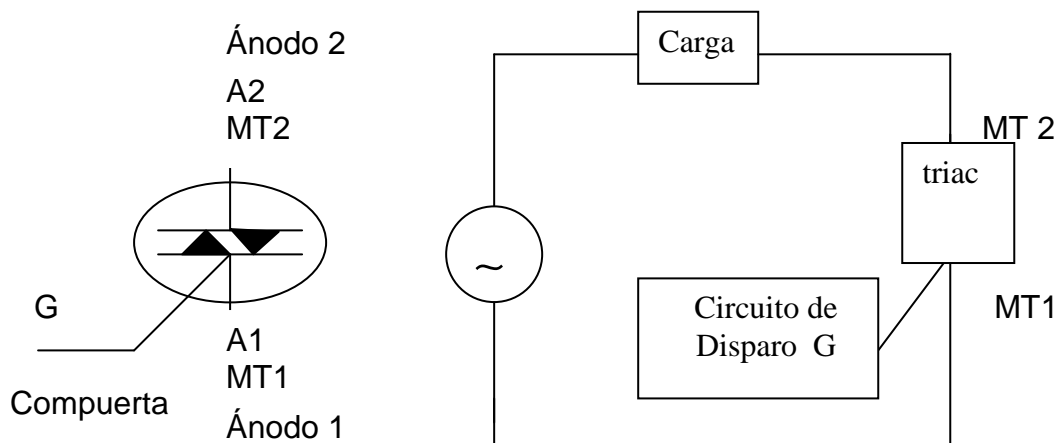 Ánodo 2
A2
MT2
G
Compuerta
A1
MT1
Ánodo 1
Carga
~
MT 2
triac
Circuito de
Disparo G
MT1